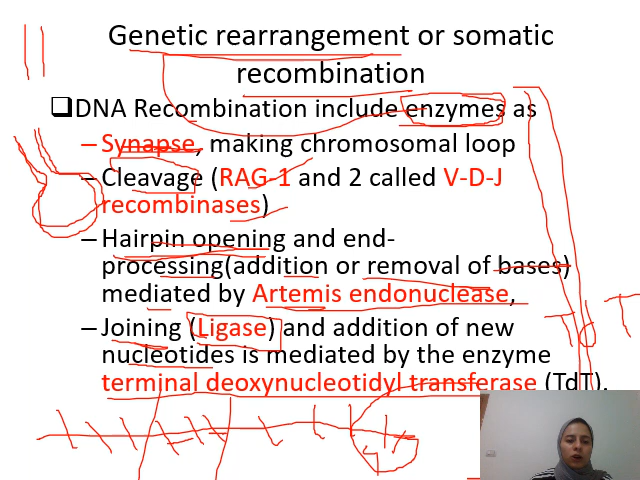 Genetic rearrangement or somatic
recombination
DNA Recombination include enzymes as
– Synapse, making chromosomal loop
– Cleavage (RAG-1 and 2 called V-D-J
recombinases)
– Hairpin opening and end-
processing(addition or removal of bases)
mediated by Artemis endonuclease,
– Joining (Ligase) and addition of new
nucleotides is mediated by the enzyme
terminal deoxynucleotidyl transferase (TdT).